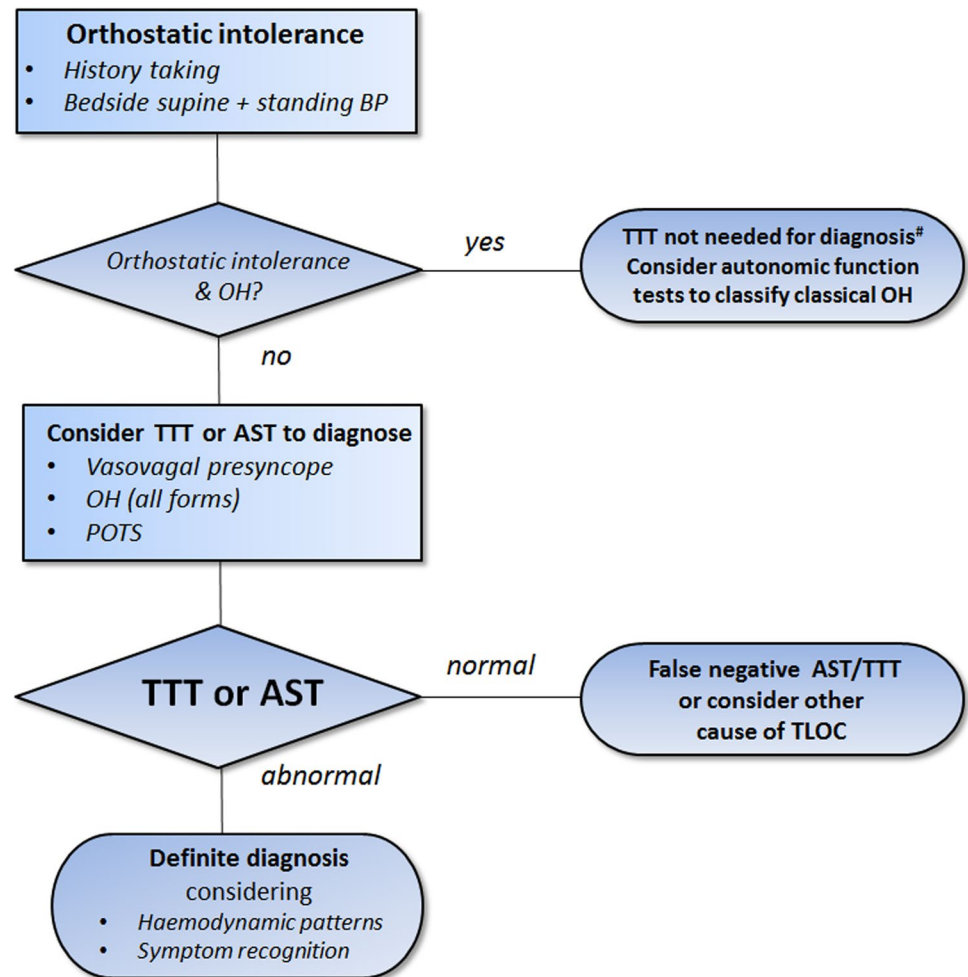 Orthostatic intolerance
• History taking
• Bedside supine + standing BP
Orthostatic intolerance
& OH?
yes
TTT not needed for diagnosis#
Consider autonomic function
tests to classify classical OH
no
Consider TTT or AST to diagnose
• Vasovagal presyncope
• OH (all forms)
• POTS
TTT or AST
normal
False negative AST/TTT
or consider other
cause of TLOC
abnormal
Definite diagnosis
considering
• Haemodynamic patterns
• Symptom recognition